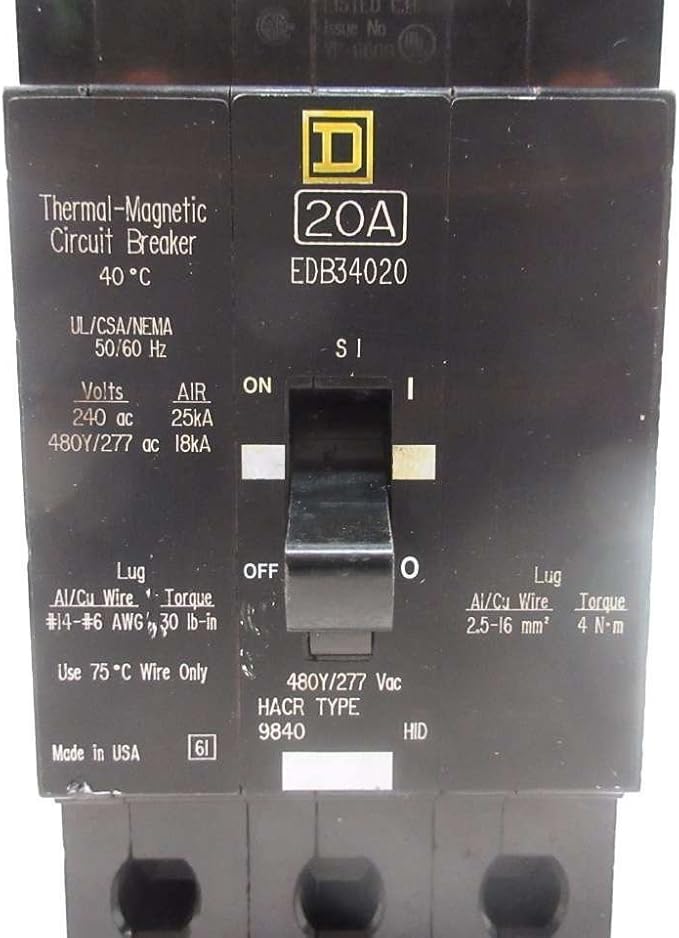 LISTED C.B.
Issue No.
D
20A
EDB34020
Thermal-Magnetic
Circuit Breaker
40°C
UL/CSA/NEMA
50/60 Hz
Volts AIR
240 ac 25kA
480Y/277 ac 18kA
S I
ON I
OFF O
Lug
Al/Cu Wire Torque
#14-#6 AWG 30 lb-in
Use 75°C Wire Only
Made in USA 61
480Y/277 Vac
HACR TYPE
9840 HID
Lug
Al/Cu Wire Torque
2.5-16 mm² 4 N·m